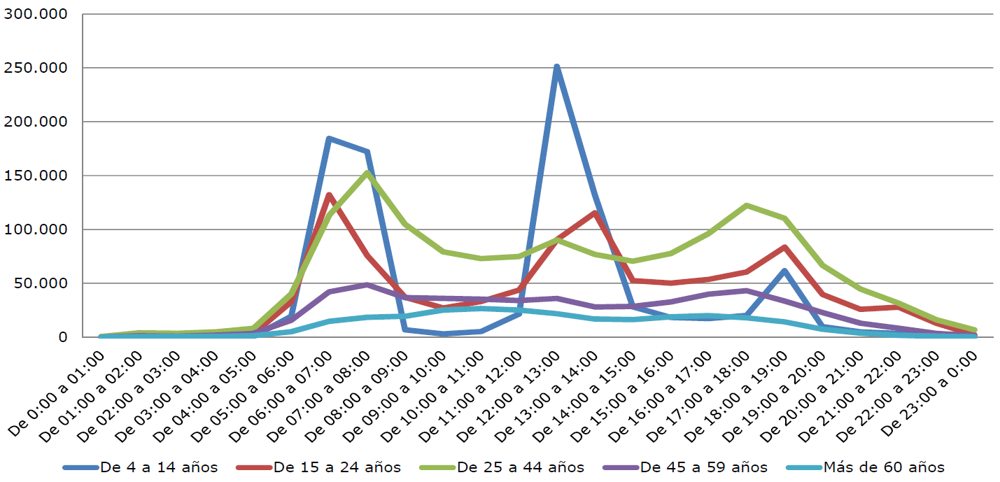 300.000
250.000
200.000
150.000
100.000
50.000
0
De 0:00 a 01:00
De 01:00 a 02:00
De 02:00 a 03:00
De 03:00 a 04:00
De 04:00 a 05:00
De 05:00 a 06:00
De 06:00 a 07:00
De 07:00 a 08:00
De 08:00 a 09:00
De 09:00 a 10:00
De 10:00 a 11:00
De 11:00 a 12:00
De 12:00 a 13:00
De 13:00 a 14:00
De 14:00 a 15:00
De 15:00 a 16:00
De 16:00 a 17:00
De 17:00 a 18:00
De 18:00 a 19:00
De 19:00 a 20:00
De 20:00 a 21:00
De 21:00 a 22:00
De 22:00 a 23:00
De 23:00 a 0:00
De 4 a 14 años De 15 a 24 años De 25 a 44 años De 45 a 59 años Más de 60 años